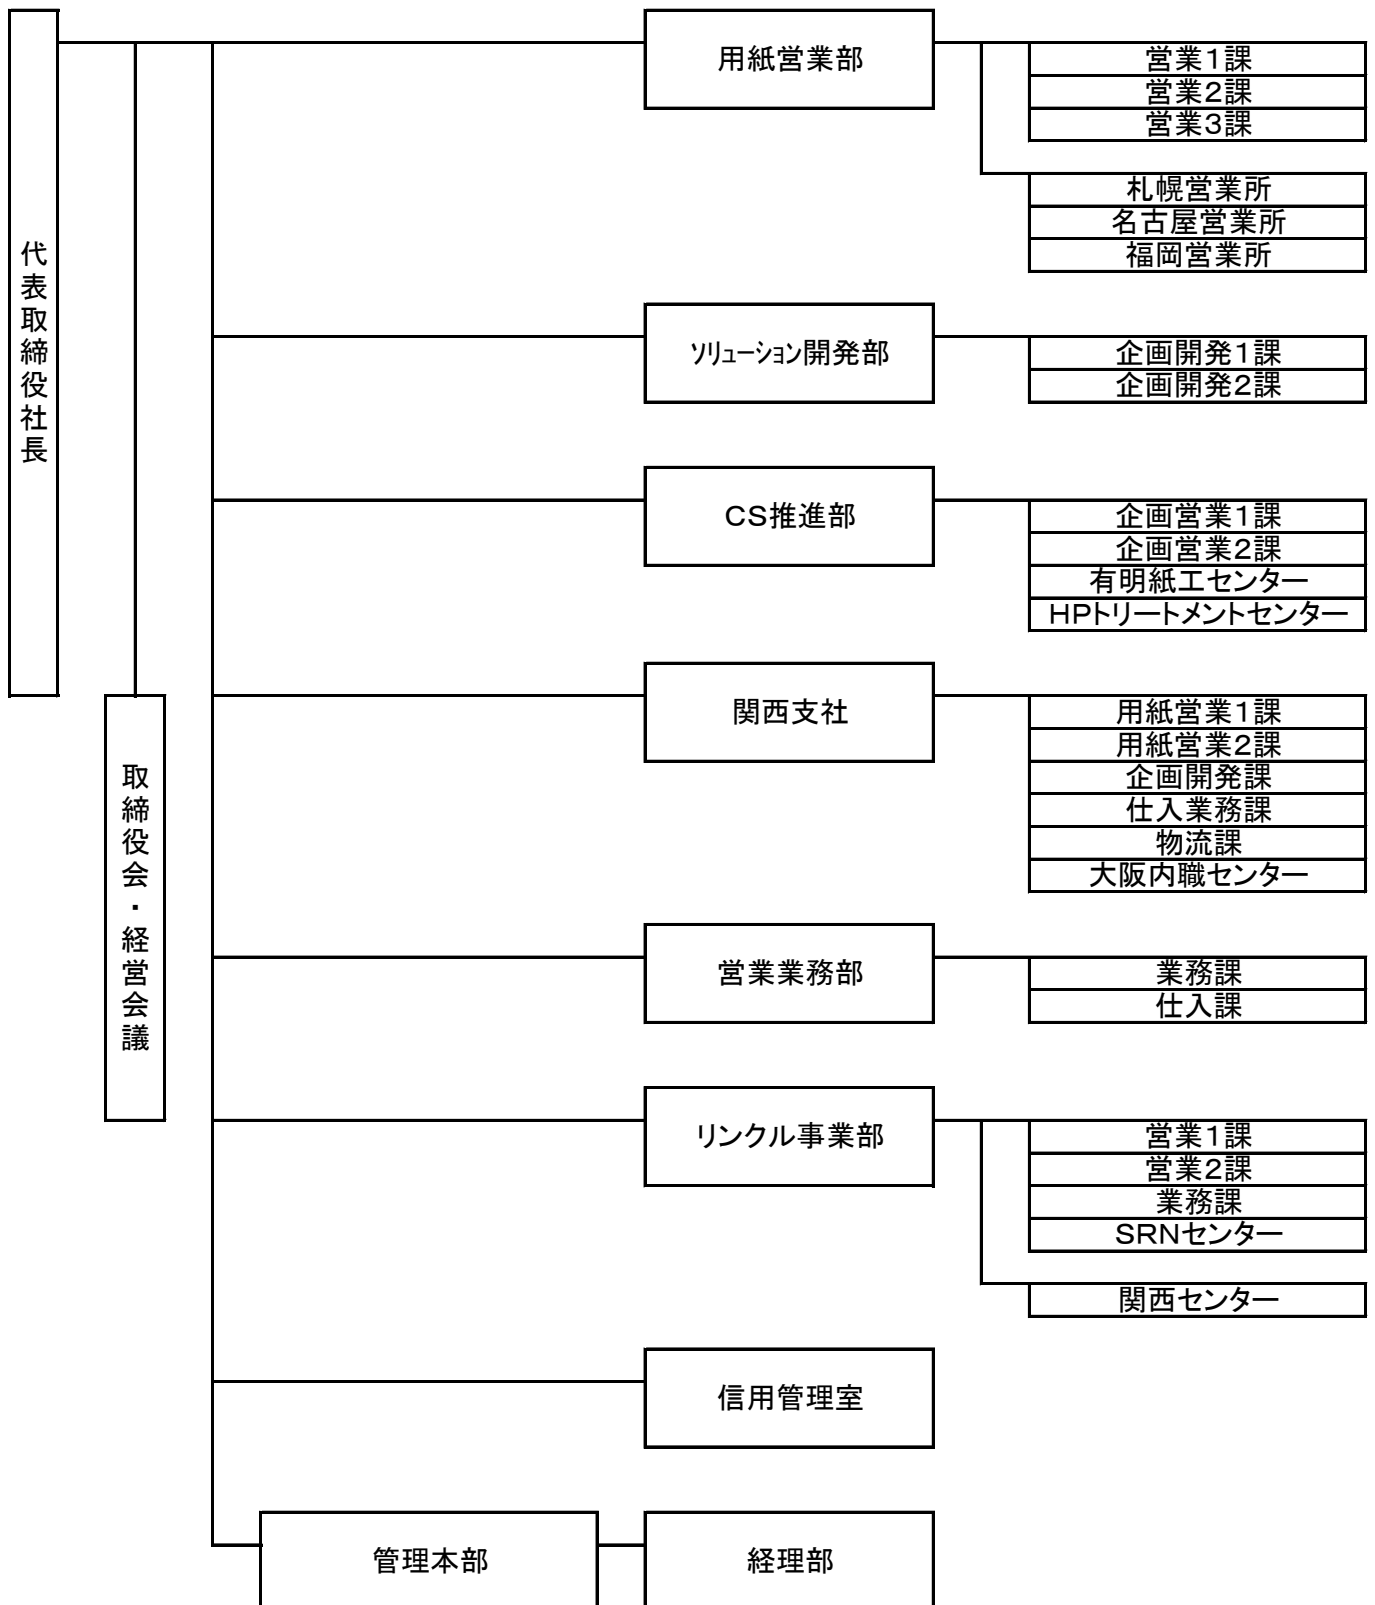 代表取締役社長
取締役会・経営会議
用紙営業部
営業1課
営業2課
営業3課
札幌営業所
名古屋営業所
福岡営業所
ソリューション開発部
企画開発1課
企画開発2課
CS推進部
企画営業1課
企画営業2課
有明紙工センター
HPトリートメントセンター
関西支社
用紙営業1課
用紙営業2課
企画開発課
仕入業務課
物流課
大阪内職センター
営業業務部
業務課
仕入課
リンクル事業部
営業1課
営業2課
業務課
SRNセンター
関西センター
信用管理室
管理本部
経理部